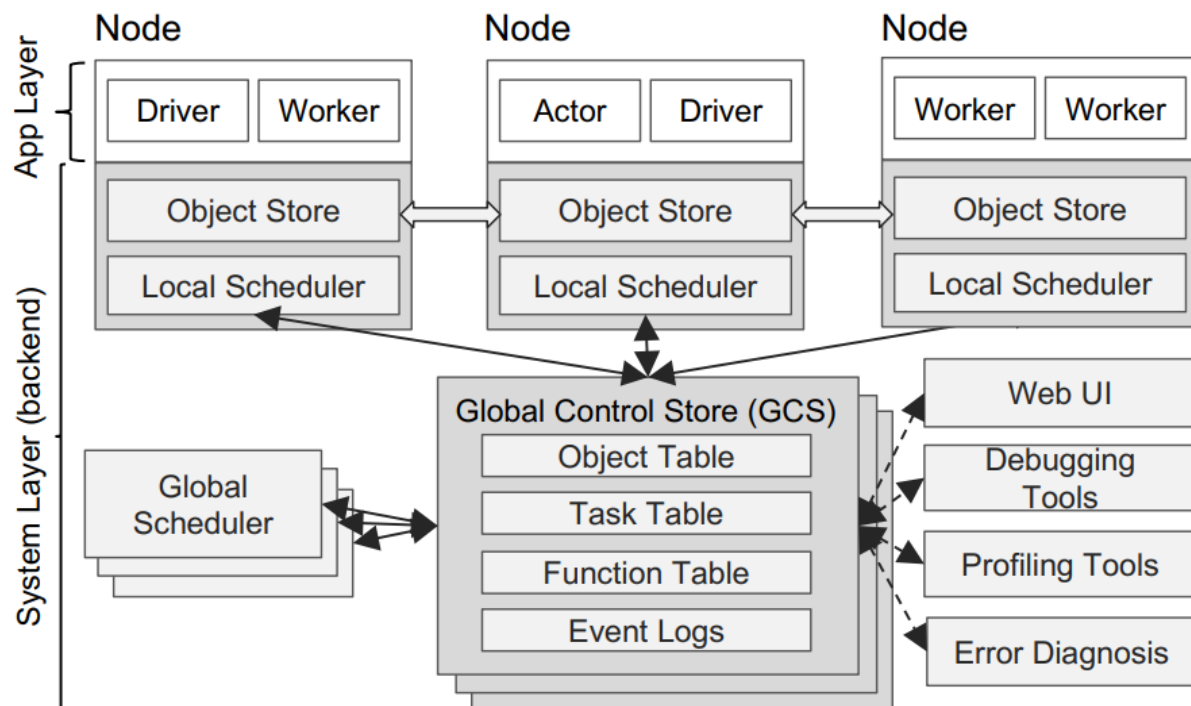 Node
Node
Node
App Layer
Driver
Worker
Actor
Driver
Worker
Worker
Object Store
Object Store
Object Store
Local Scheduler
Local Scheduler
Local Scheduler
System Layer (backend)
Global
Scheduler
Global Control Store (GCS)
Object Table
Task Table
Function Table
Event Logs
Web UI
Debugging
Tools
Profiling Tools
Error Diagnosis